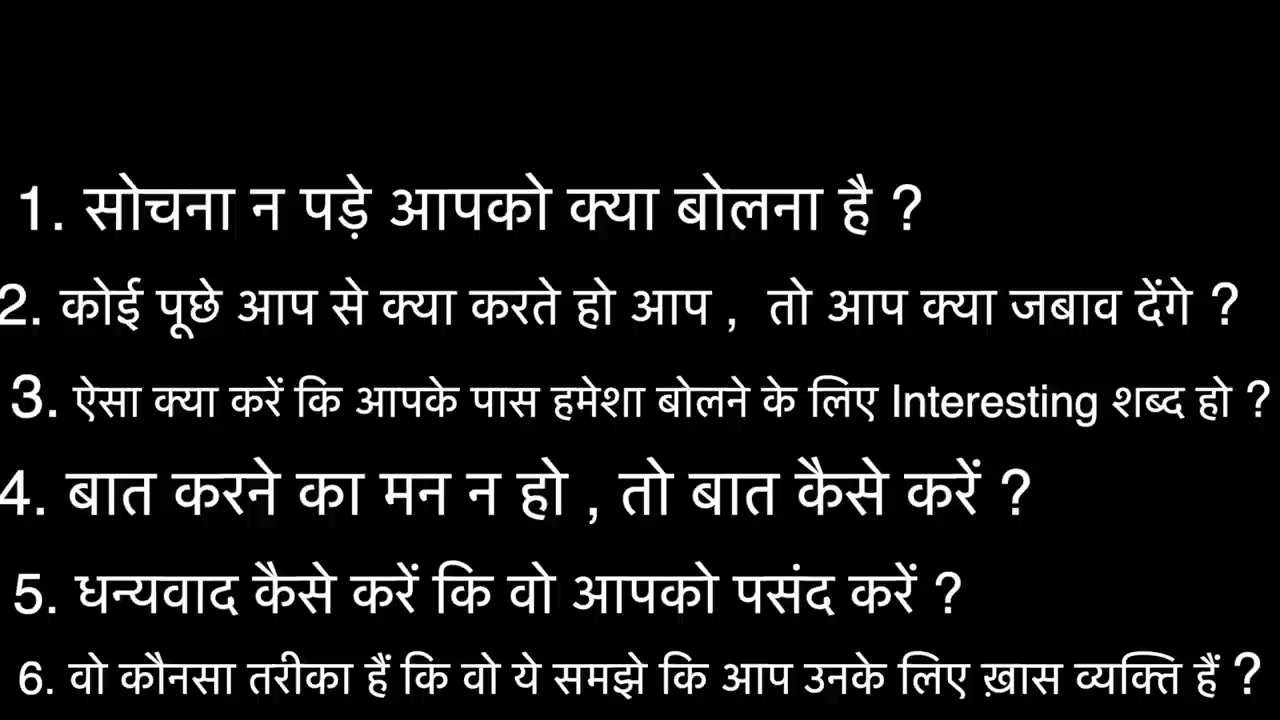 1. सोचना न पड़े आपको क्या बोलना है ?
2. कोई पूछे आप से क्या करते हो आप , तो आप क्या जबाव देंगे ?
3. ऐसा क्या करें कि आपके पास हमेशा बोलने के लिए Interesting शब्द हो ?
4. बात करने का मन न हो , तो बात कैसे करें ?
5. धन्यवाद कैसे करें कि वो आपको पसंद करें ?
6. वो कौनसा तरीका हैं कि वो ये समझे कि आप उनके लिए ख़ास व्यक्ति हैं ?